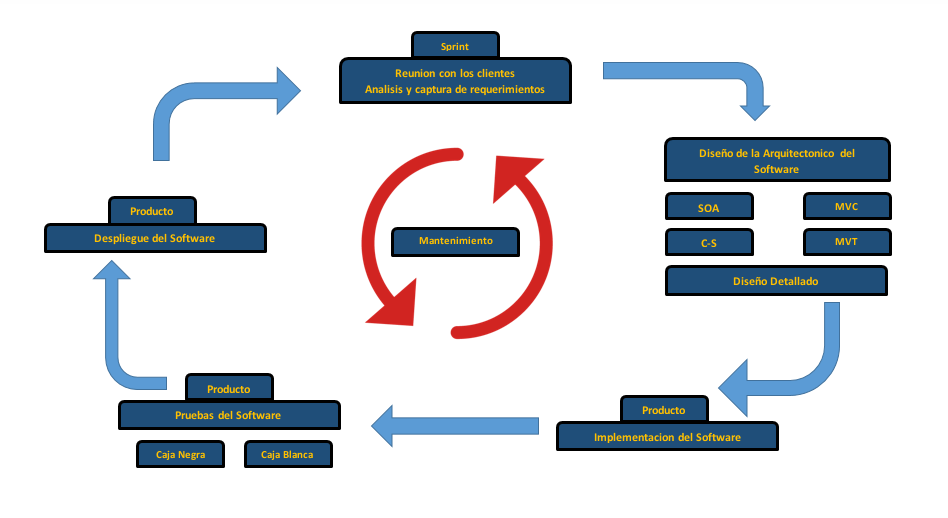 Sprint
Reunion con los clientes
Analisis y captura de requerimientos
Diseño de la Arquitectonico del
Software
SOA
MVC
C-S
MVT
Diseño Detallado
Producto
Implementacion del Software
Producto
Pruebas del Software
Caja Negra
Caja Blanca
Producto
Despliegue del Software
Mantenimiento